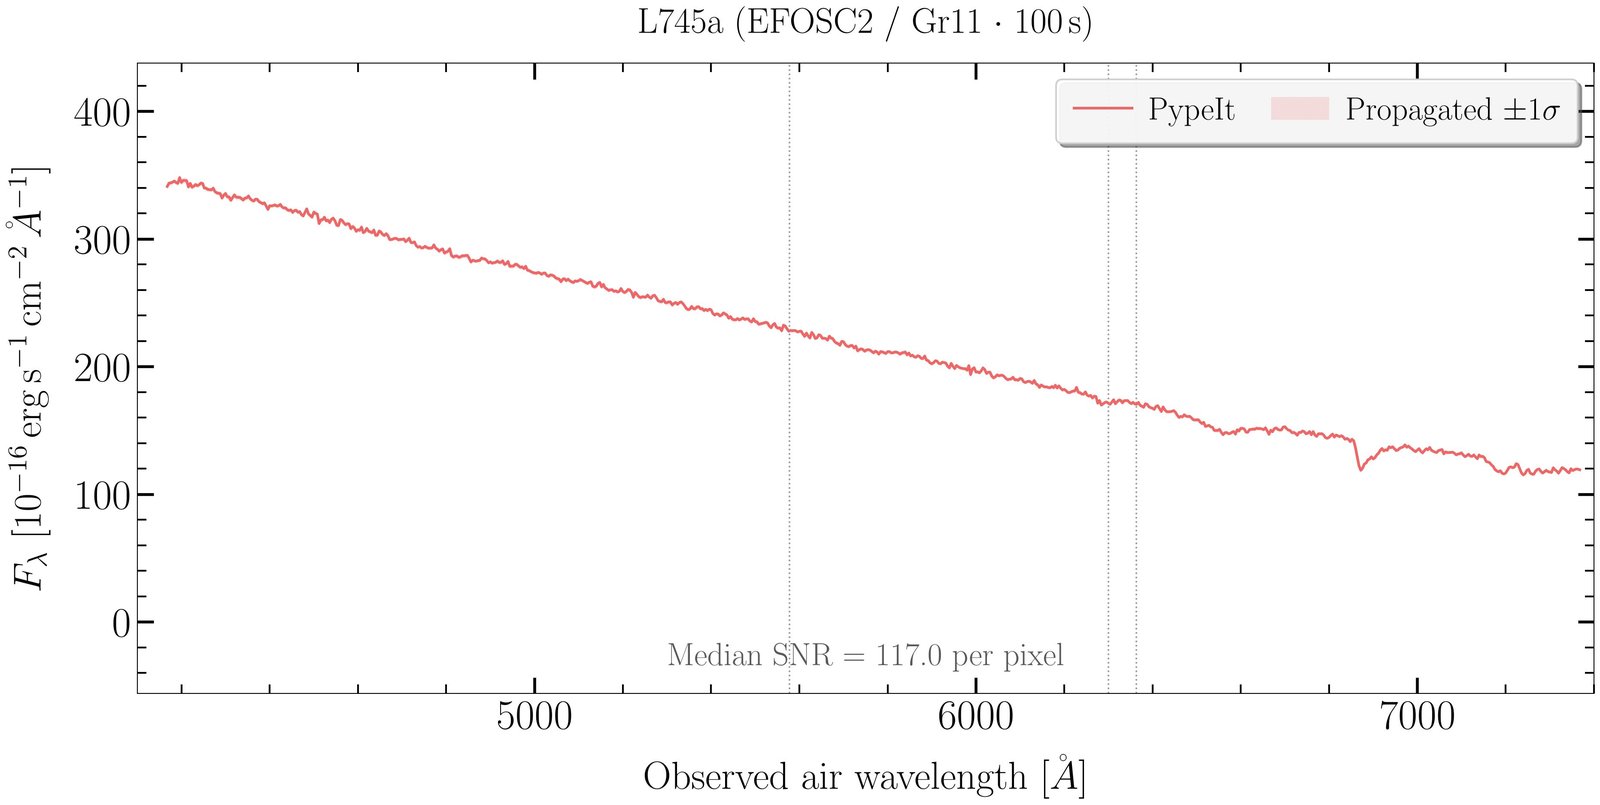 L745a (EFOSC2 / Gr11 · 100 s)
PypeIt Propagated ±1σ
400
300
200
100
0
F_λ [10^−16 erg s^−1 cm^−2 Å^−1]
Median SNR = 117.0 per pixel
5000 6000 7000
Observed air wavelength [Å]